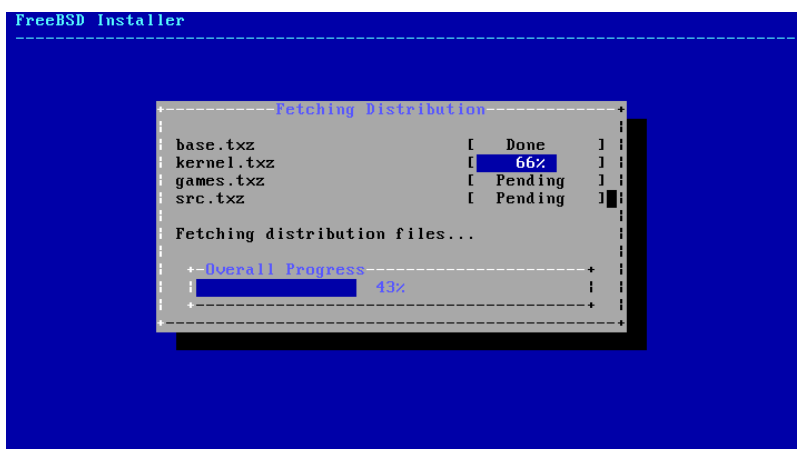 FreeBSD Installer
Fetching Distribution
base.txz [ Done ]
kernel.txz [ 66% ]
games.txz [ Pending ]
src.txz [ Pending ]
Fetching distribution files...
Overall Progress
43%